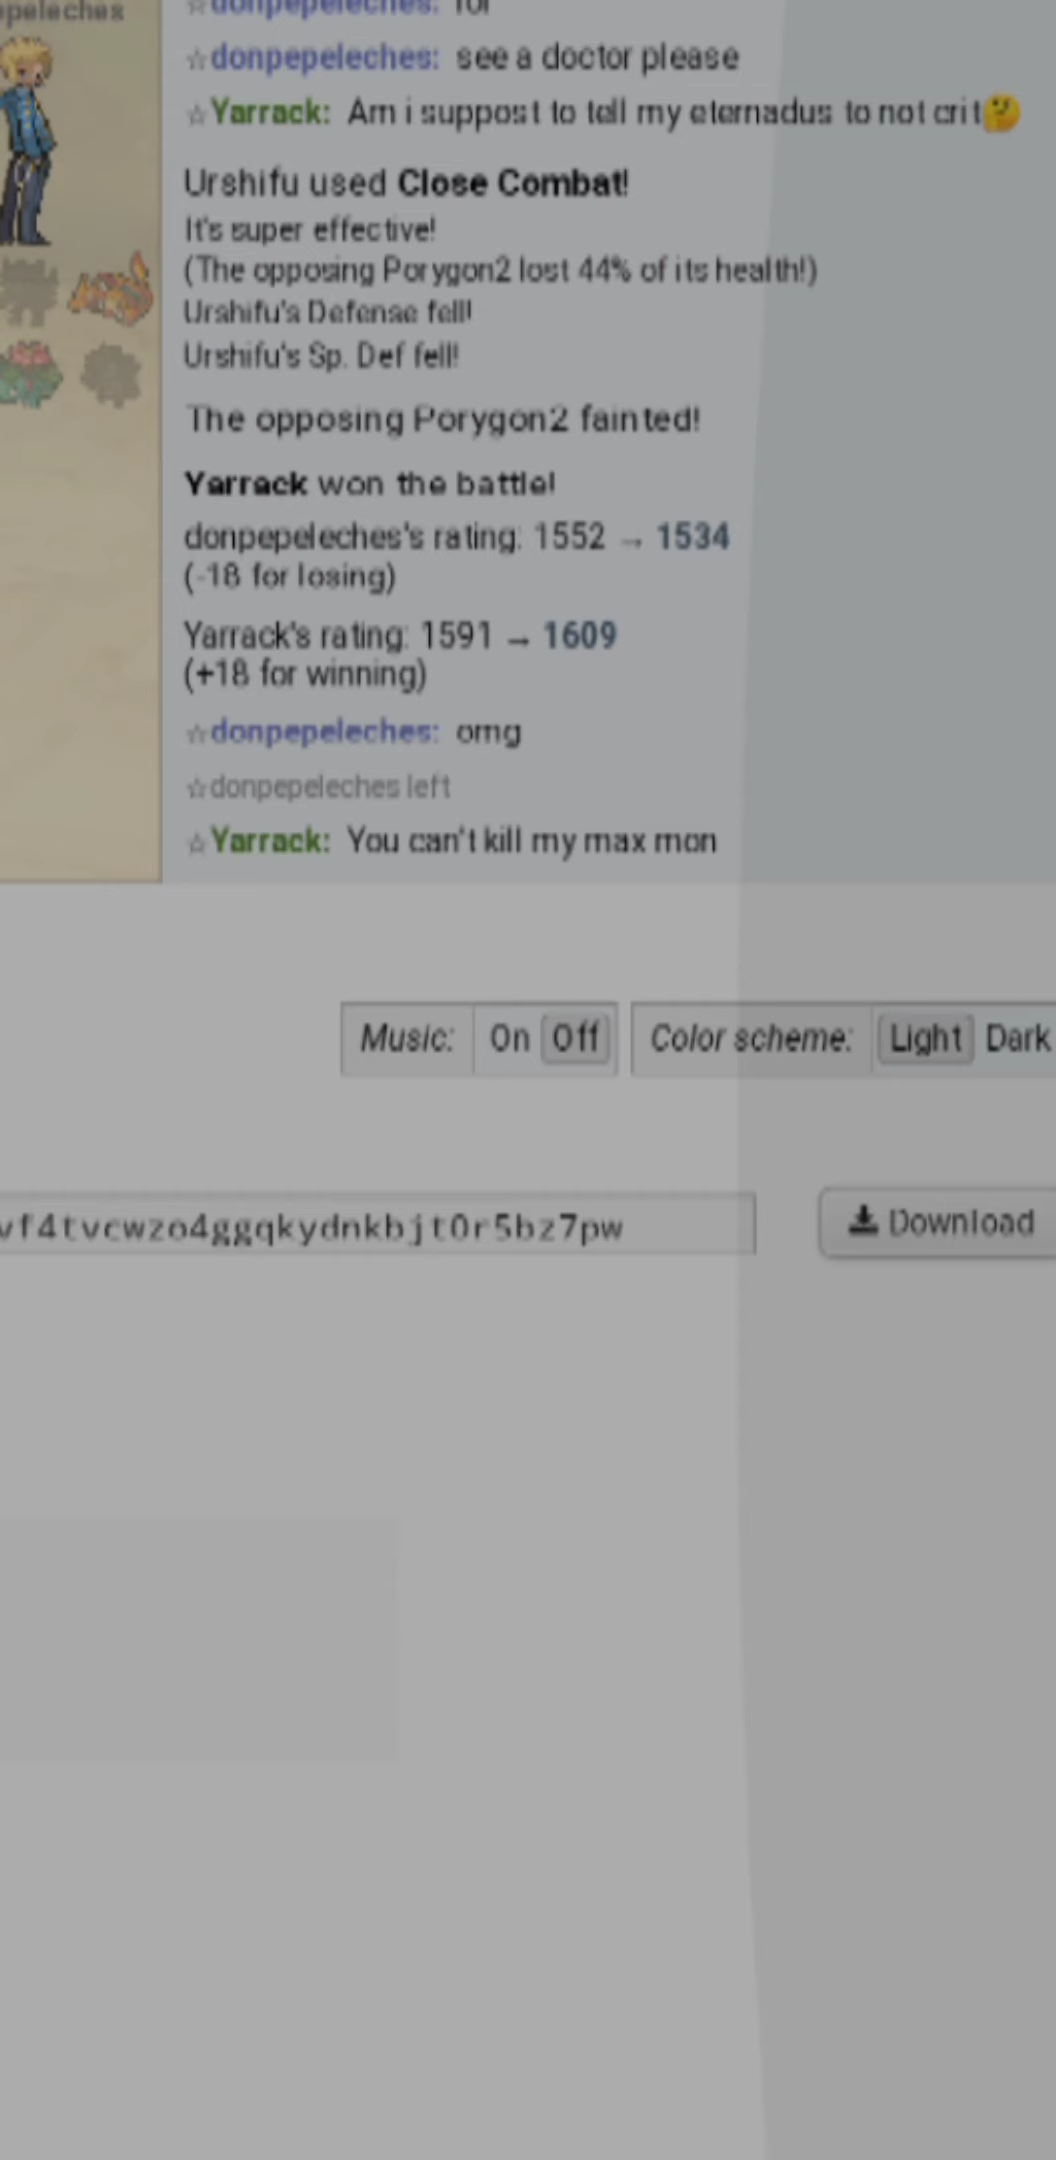 peleches
☆donpepeleches: lol
☆donpepeleches: see a doctor please
☆Yarrack: Am i suppost to tell my eternadus to not crit🤔
Urshifu used Close Combat!
It's super effective!
(The opposing Porygon2 lost 44% of its health!)
Urshifu's Defense fell!
Urshifu's Sp. Def fell!
The opposing Porygon2 fainted!
Yarrack won the battle!
donpepeleches's rating: 1552 → 1534
(-18 for losing)
Yarrack's rating: 1591 → 1609
(+18 for winning)
☆donpepeleches: omg
☆donpepeleches left
☆Yarrack: You can't kill my max mon
Music: On Off Color scheme: Light Dark
vf4tvcwzo4ggqkydnkbjt0r5bz7pw Download